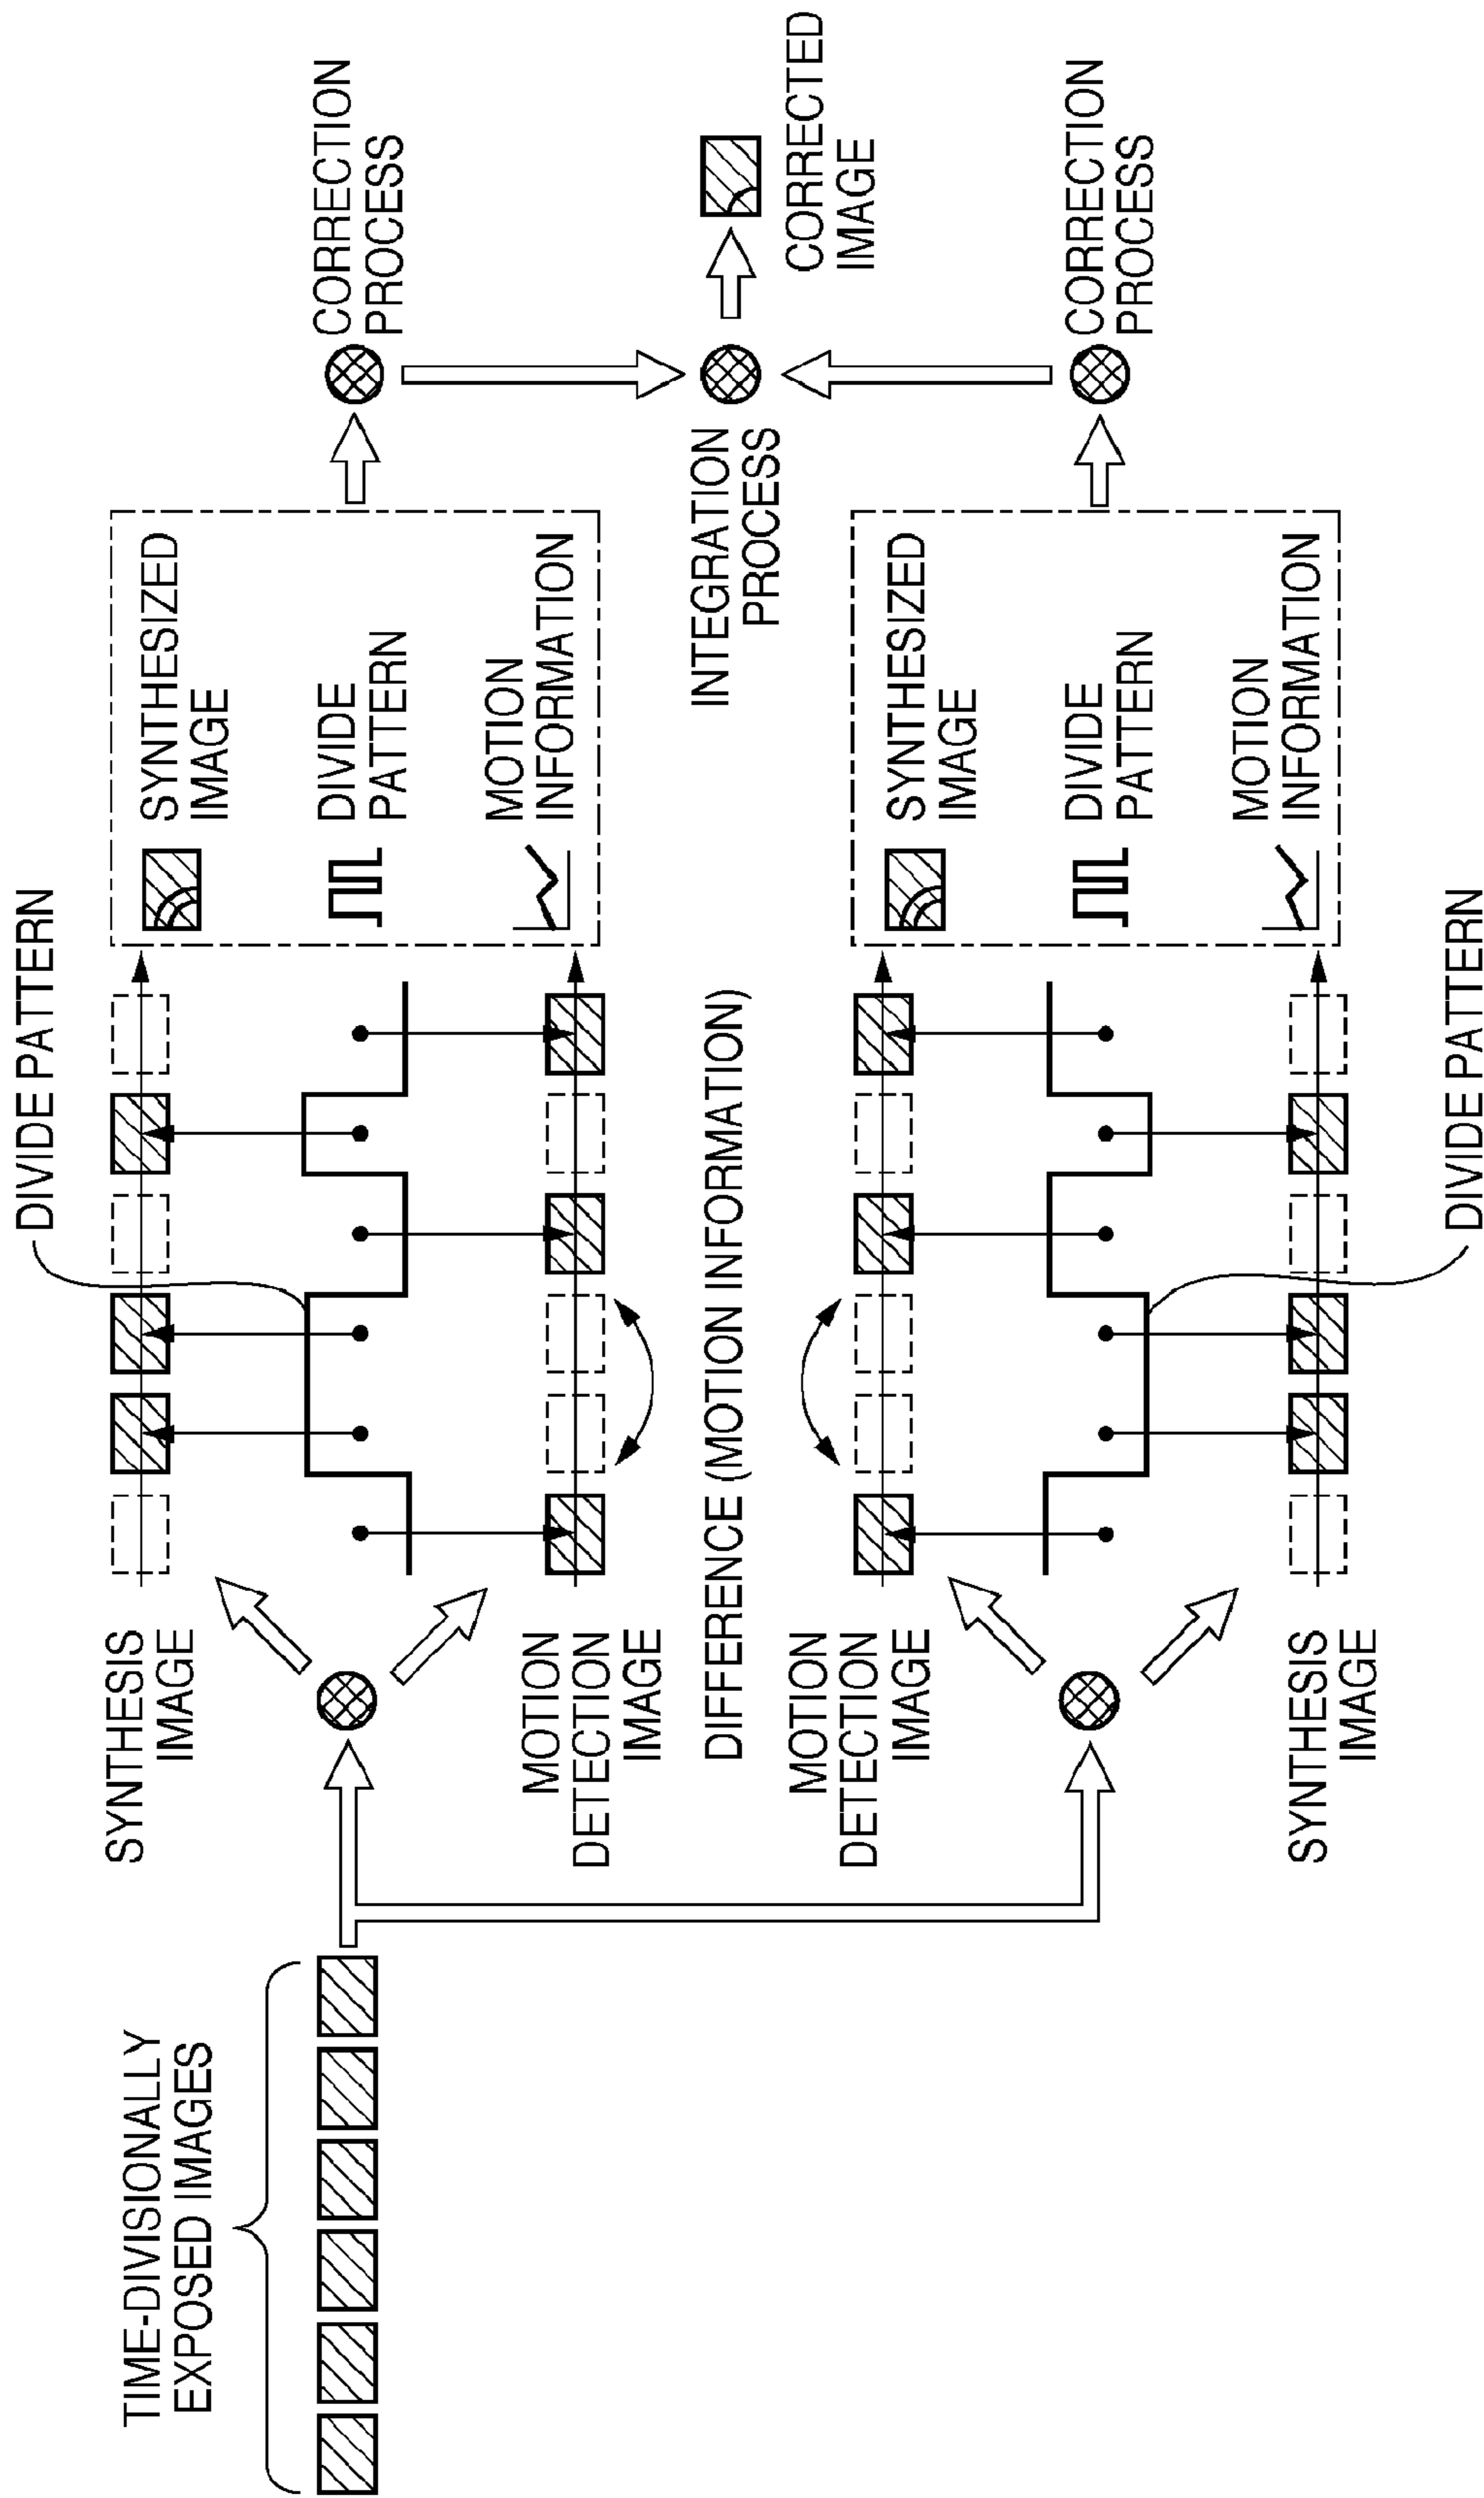 TIME-DIVISIONALLY
EXPOSED IMAGES
SYNTHESIS
IMAGE
MOTION
DETECTION
IMAGE
DIVIDE PATTERN
SYNTHESIZED
IMAGE
DIVIDE
PATTERN
MOTION
INFORMATION
CORRECTION
PROCESS
DIFFERENCE (MOTION INFORMATION)
INTEGRATION
PROCESS
CORRECTED
IMAGE
MOTION
DETECTION
IMAGE
SYNTHESIS
IMAGE
DIVIDE PATTERN
SYNTHESIZED
IMAGE
DIVIDE
PATTERN
MOTION
INFORMATION
CORRECTION
PROCESS